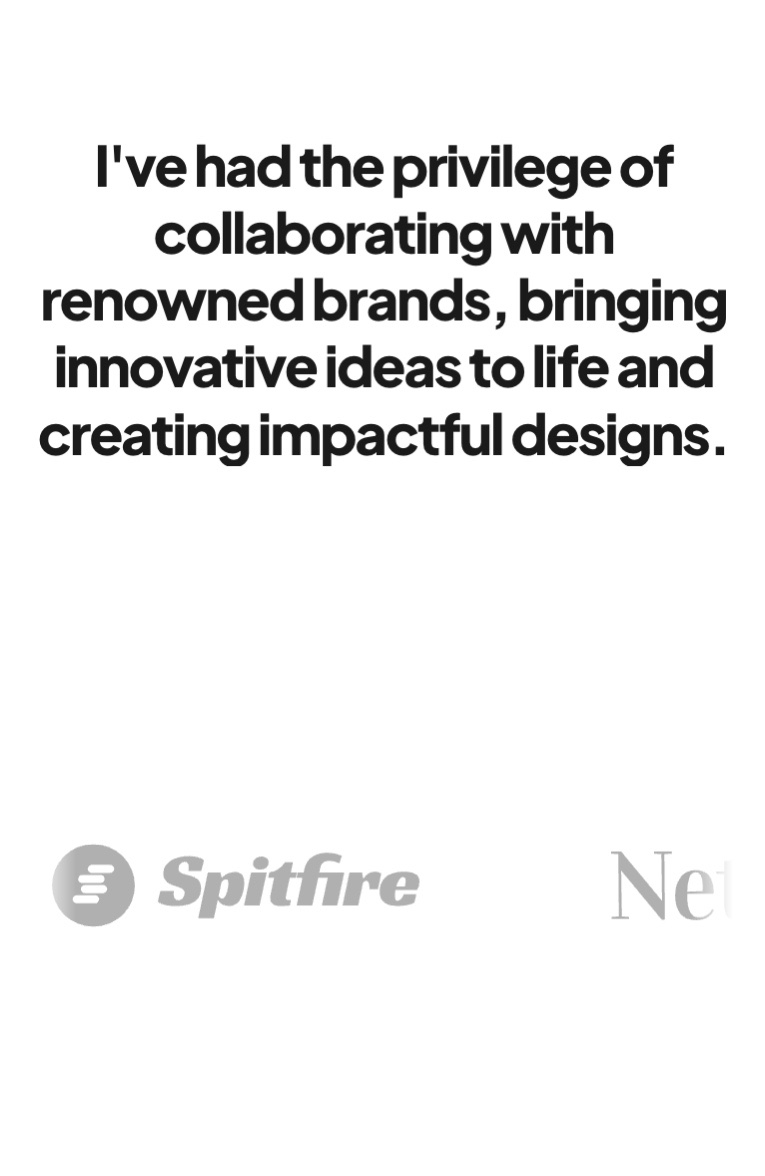 I've had the privilege of
collaborating with
renowned brands, bringing
innovative ideas to life and
creating impactful designs.
Spitfire